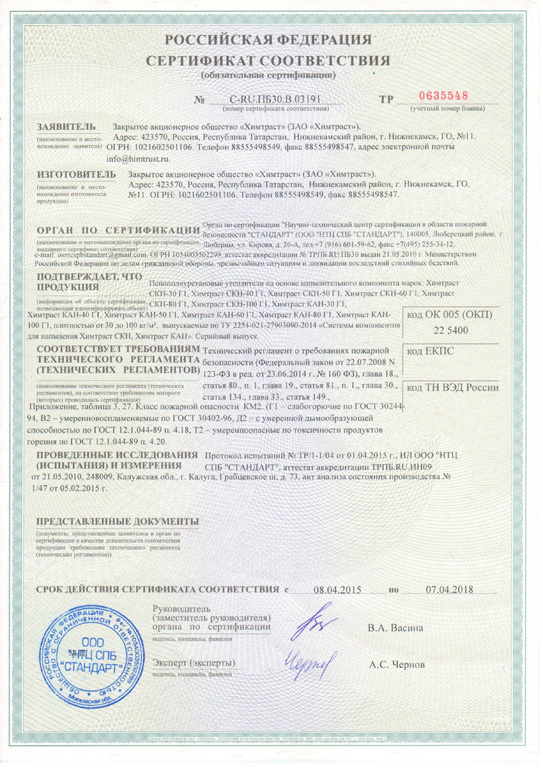 РОССИЙСКАЯ ФЕДЕРАЦИЯ
СЕРТИФИКАТ СООТВЕТСТВИЯ
(обязательная сертификация)
№ C-RU.ПБ30.В.03191 ТР 0635548
(номер сертификата соответствия) (учетный номер бланка)
ЗАЯВИТЕЛЬ Закрытое акционерное общество «Химтраст» (ЗАО «Химтраст»).
(наименование и место- Адрес: 423570, Россия, Республика Татарстан, Нижнекамский район, г. Нижнекамск, ГО, №11.
нахождение заявителя) ОГРН: 1021602501106. Телефон 88555498549, факс 88555498547, адрес электронной почты
info@himtrust.ru.
ИЗГОТОВИТЕЛЬ Закрытое акционерное общество «Химтраст» (ЗАО «Химтраст»).
(наименование и место- Адрес: 423570, Россия, Республика Татарстан, Нижнекамский район, г. Нижнекамск, ГО,
нахождение изготовителя №11. ОГРН: 1021602501106. Телефон 88555498549, факс 88555498547.
продукции)
ОРГАН ПО СЕРТИФИКАЦИИ Орган по сертификации "Научно-технический центр сертификации в области пожарной
безопасности "СТАНДАРТ" (ООО "НТЦ СПБ "СТАНДАРТ"), 140005, Люберецкий район, г.
(наименование и местонахождение органа по сертификации, Люберцы, ул. Кирова, д. 20-А, тел.+7 (916) 601-59-62, факс +7(495) 255-34-12,
выдавшего сертификат соответствия)
ОГРН 1035403502299, аттестат аккредитации № ТРПБ.RU.ПБ30 выдан 21.05.2010 г. Министерством
Российской Федерации по делам гражданской обороны, чрезвычайным ситуациям и ликвидации последствий стихийных бедствий.
ПОДТВЕРЖДАЕТ, ЧТО Пенополиуретановые утеплители на основе напылительного компонента марок: Химтраст
ПРОДУКЦИЯ СКН-30 Г1, Химтраст СКН-40 Г1, Химтраст СКН-50 Г1, Химтраст СКН-60 Г1, Химтраст
(информация об объекте сертификации, СКН-80 Г1, Химтраст СКН-100 Г1, Химтраст КАН-30 Г1,
позволяющая идентифицировать объект)
Химтраст КАН-40 Г1, Химтраст КАН-50 Г1, Химтраст КАН-60 Г1, Химтраст КАН-80 Г1, Химтраст КАН-
100 Г1, плотностью от 30 до 100 кг/м³, выпускаемые по ТУ 2254-621-27903090-2014 «Системы компонентов
для напыления Химтраст СКН, Химтраст КАН». Серийный выпуск.
код ОК 005 (ОКП)
22 5400
СООТВЕТСТВУЕТ ТРЕБОВАНИЯМ Технический регламент о требованиях пожарной
ТЕХНИЧЕСКОГО РЕГЛАМЕНТА безопасности (Федеральный закон от 22.07.2008 N
(ТЕХНИЧЕСКИХ РЕГЛАМЕНТОВ) 123-ФЗ в ред. от 23.06.2014 г. № 160 ФЗ), глава 18.,
(наименование технического регламента (технических статья 80., п. 1, глава 19., статья 81., п. 1., глава 30.,
регламентов), на соответствие требованиям которого статья 134., глава 33., статья 149.,
(которых) проводилась сертификация)
код ЕКПС
код ТН ВЭД России
Приложение, таблица 3, 27. Класс пожарной опасности КМ2. (Г1 – слабогорючие по ГОСТ 30244-
94, В2 – умеренновоспламеняемые по ГОСТ 30402-96, Д2 – с умеренной дымообразующей
способностью по ГОСТ 12.1.044-89 п. 4.18, Т2 – умеренноопасные по токсичности продуктов
горения по ГОСТ 12.1.044-89 п. 4.20.
ПРОВЕДЕННЫЕ ИССЛЕДОВАНИЯ Протокол испытаний № ТР/1-1/04 от 01.04.2015 г., ИЛ ООО "НТЦ
(ИСПЫТАНИЯ) И ИЗМЕРЕНИЯ СПБ "СТАНДАРТ", аттестат аккредитации ТРПБ.RU.ИН09
от 21.05.2010, 248009, Калужская обл., г. Калуга, Грабцевское ш., д. 73, акт анализа состояния производства №
1/47 от 05.02.2015 г.
ПРЕДСТАВЛЕННЫЕ ДОКУМЕНТЫ
(документы, представленные заявителем в орган по
сертификации в качестве доказательств соответствия
продукции требованиям технического регламента
(технических регламентов))
СРОК ДЕЙСТВИЯ СЕРТИФИКАТА СООТВЕТСТВИЯ с 08.04.2015 по 07.04.2018
Руководитель
(заместитель руководителя)
органа по сертификации В.А. Васина
подпись, инициалы, фамилия
Эксперт (эксперты) А.С. Чернов
подпись, инициалы, фамилия
РОССИЙСКАЯ ФЕДЕРАЦИЯ
ОБЩЕСТВО С ОГРАНИЧЕННОЙ ОТВЕТСТВЕННОСТЬЮ
ООО
"НТЦ СПБ
"СТАНДАРТ"
Московская обл.